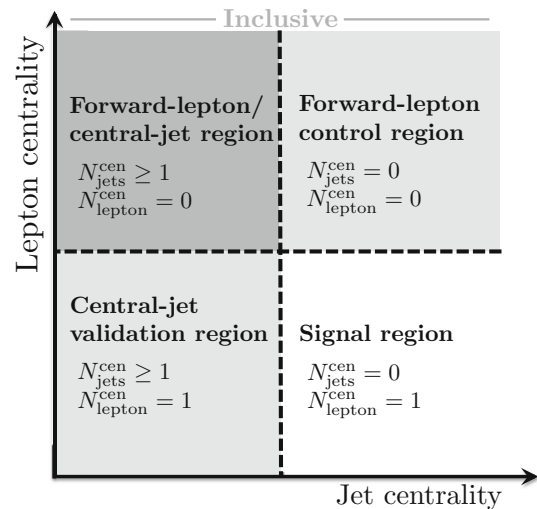 Inclusive
Lepton centrality
Forward-lepton/
central-jet region
N^cen_jets ≥ 1
N^cen_lepton = 0
Forward-lepton
control region
N^cen_jets = 0
N^cen_lepton = 0
Central-jet
validation region
N^cen_jets ≥ 1
N^cen_lepton = 1
Signal region
N^cen_jets = 0
N^cen_lepton = 1
Jet centrality